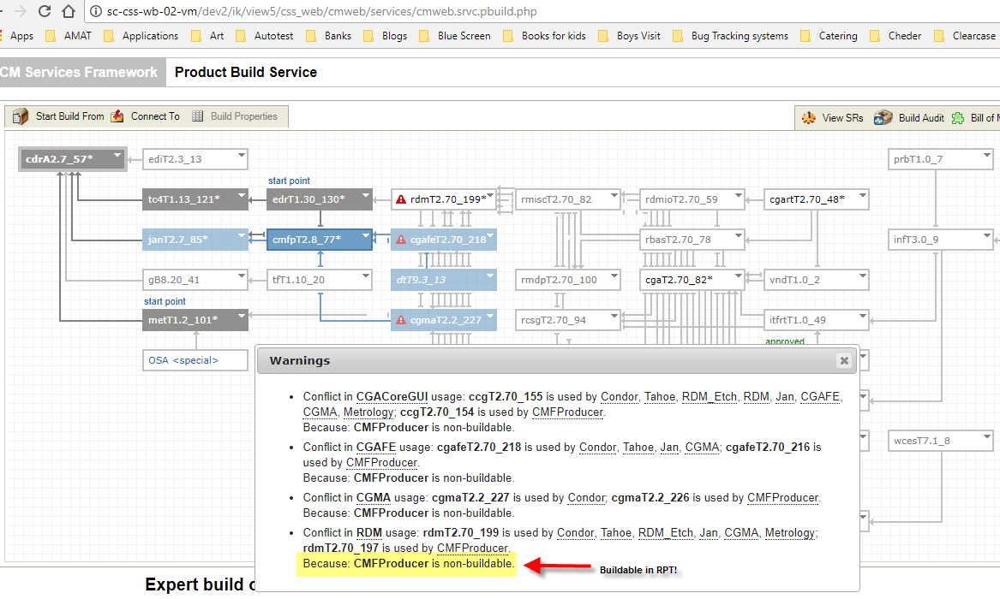 sc-css-wb-02-vm/dev2/ik/view5/css_web/cmweb/services/cmweb.srvc.pbuild.php
Apps AMAT Applications Art Autotest Banks Blogs Blue Screen Books for kids Boys Visit Bug Tracking systems Catering Cheder Clearcase
CM Services Framework Product Build Service
Start Build From Connect To Build Properties View SRs Build Audit Bill of M
cdrA2.7_57* ediT2.3_13 prbT1.0_7
start point
tc4T1.13_121* edrT1.30_130* rdmT2.70_199* rmiscT2.70_82 rdmioT2.70_59 cgartT2.70_48*
janT2.7_85* cmfpT2.8_77* cgafeT2.70_218 rbasT2.70_78 infT3.0_9
gB8.20_41 tfT1.10_20 dtT9.3_13 rmdpT2.70_100 cgaT2.70_82* vndT1.0_2
start point
metT1.2_101* cgmaT2.2_227 rcsgT2.70_94 itfrtT1.0_49
approved
OSA <special>
Warnings
• Conflict in CGACoreGUI usage: ccgT2.70_155 is used by Condor, Tahoe, RDM_Etch, RDM, Jan, CGAFE,
CGMA, Metrology; ccgT2.70_154 is used by CMFProducer.
Because: CMFProducer is non-buildable.
• Conflict in CGAFE usage: cgafeT2.70_218 is used by Condor, Tahoe, Jan, CGMA; cgafeT2.70_216 is
used by CMFProducer.
Because: CMFProducer is non-buildable.
• Conflict in CGMA usage: cgmaT2.2_227 is used by Condor; cgmaT2.2_226 is used by CMFProducer.
Because: CMFProducer is non-buildable.
• Conflict in RDM usage: rdmT2.70_199 is used by Condor, Tahoe, RDM_Etch, Jan, CGMA, Metrology;
rdmT2.70_197 is used by CMFProducer.
Because: CMFProducer is non-buildable.
Buildable in RPT!
wcesT7.1_8
Expert build